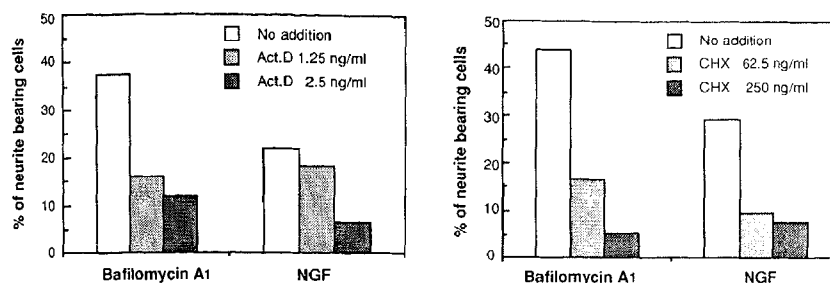 50
40
30
20
10
0
% of neurite bearing cells
No addition
Act.D 1.25 ng/ml
Act.D 2.5 ng/ml
Bafilomycin A1
NGF
50
40
30
20
10
0
% of neurite bearing cells
No addition
CHX 62.5 ng/ml
CHX 250 ng/ml
Bafilomycin A1
NGF